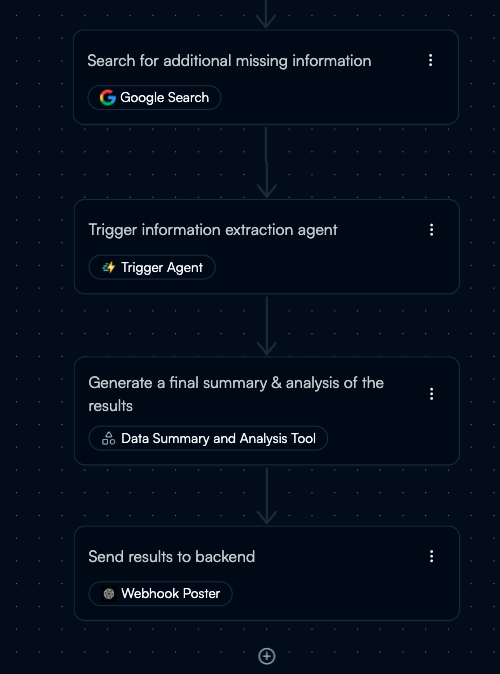 Search for additional missing information
Google Search
Trigger information extraction agent
Trigger Agent
Generate a final summary & analysis of the
results
Data Summary and Analysis Tool
Send results to backend
Webhook Poster